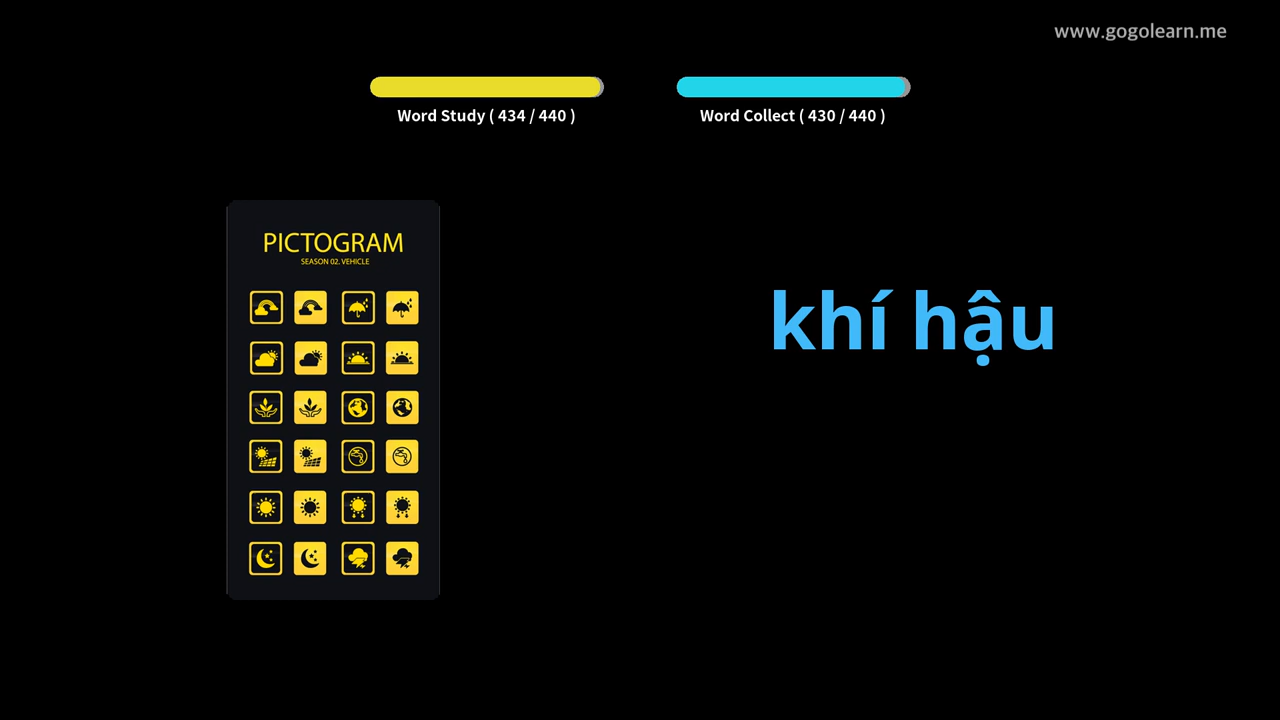 www.gogolearn.me
Word Study ( 434 / 440 )
Word Collect ( 430 / 440 )
PICTOGRAM
SEASON 02. VEHICLE
khí hậu